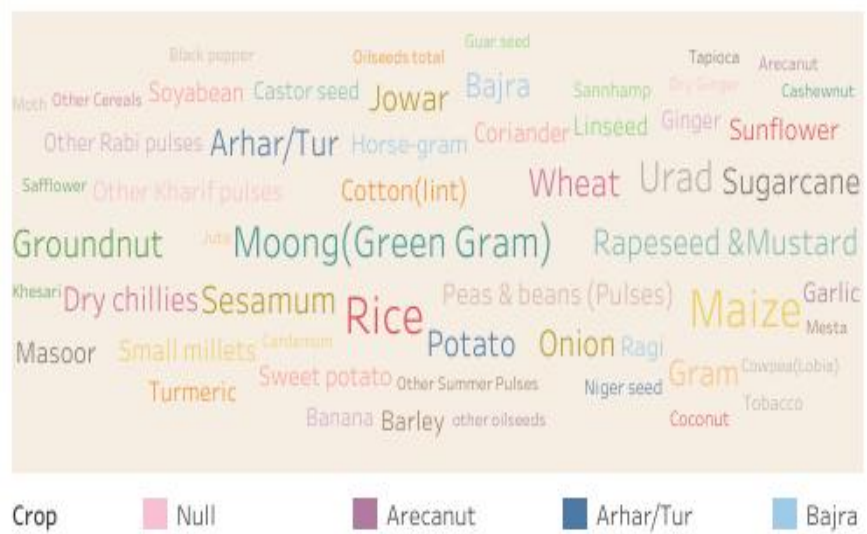 Guar seed
Black pepper Oilseeds total Tapioca Arecanut
Moth Other Cereals Soyabean Castor seed Jowar Bajra Sannhamp Dry Ginger Cashewnut
Other Rabi pulses Arhar/Tur Horse-gram Coriander Linseed Ginger Sunflower
Safflower Other Kharif pulses Cotton(lint) Wheat Urad Sugarcane
Groundnut Jute Moong(Green Gram) Rapeseed &Mustard
Khesari Dry chillies Sesamum Rice Peas & beans (Pulses) Maize Garlic
Mesta
Masoor Small millets Cardamom Potato Onion Ragi
Turmeric Sweet potato Other Summer Pulses Niger seed Gram Cowpea(Lobia)
Tobacco
Banana Barley other oilseeds Coconut
Crop Null Arecanut Arhar/Tur Bajra